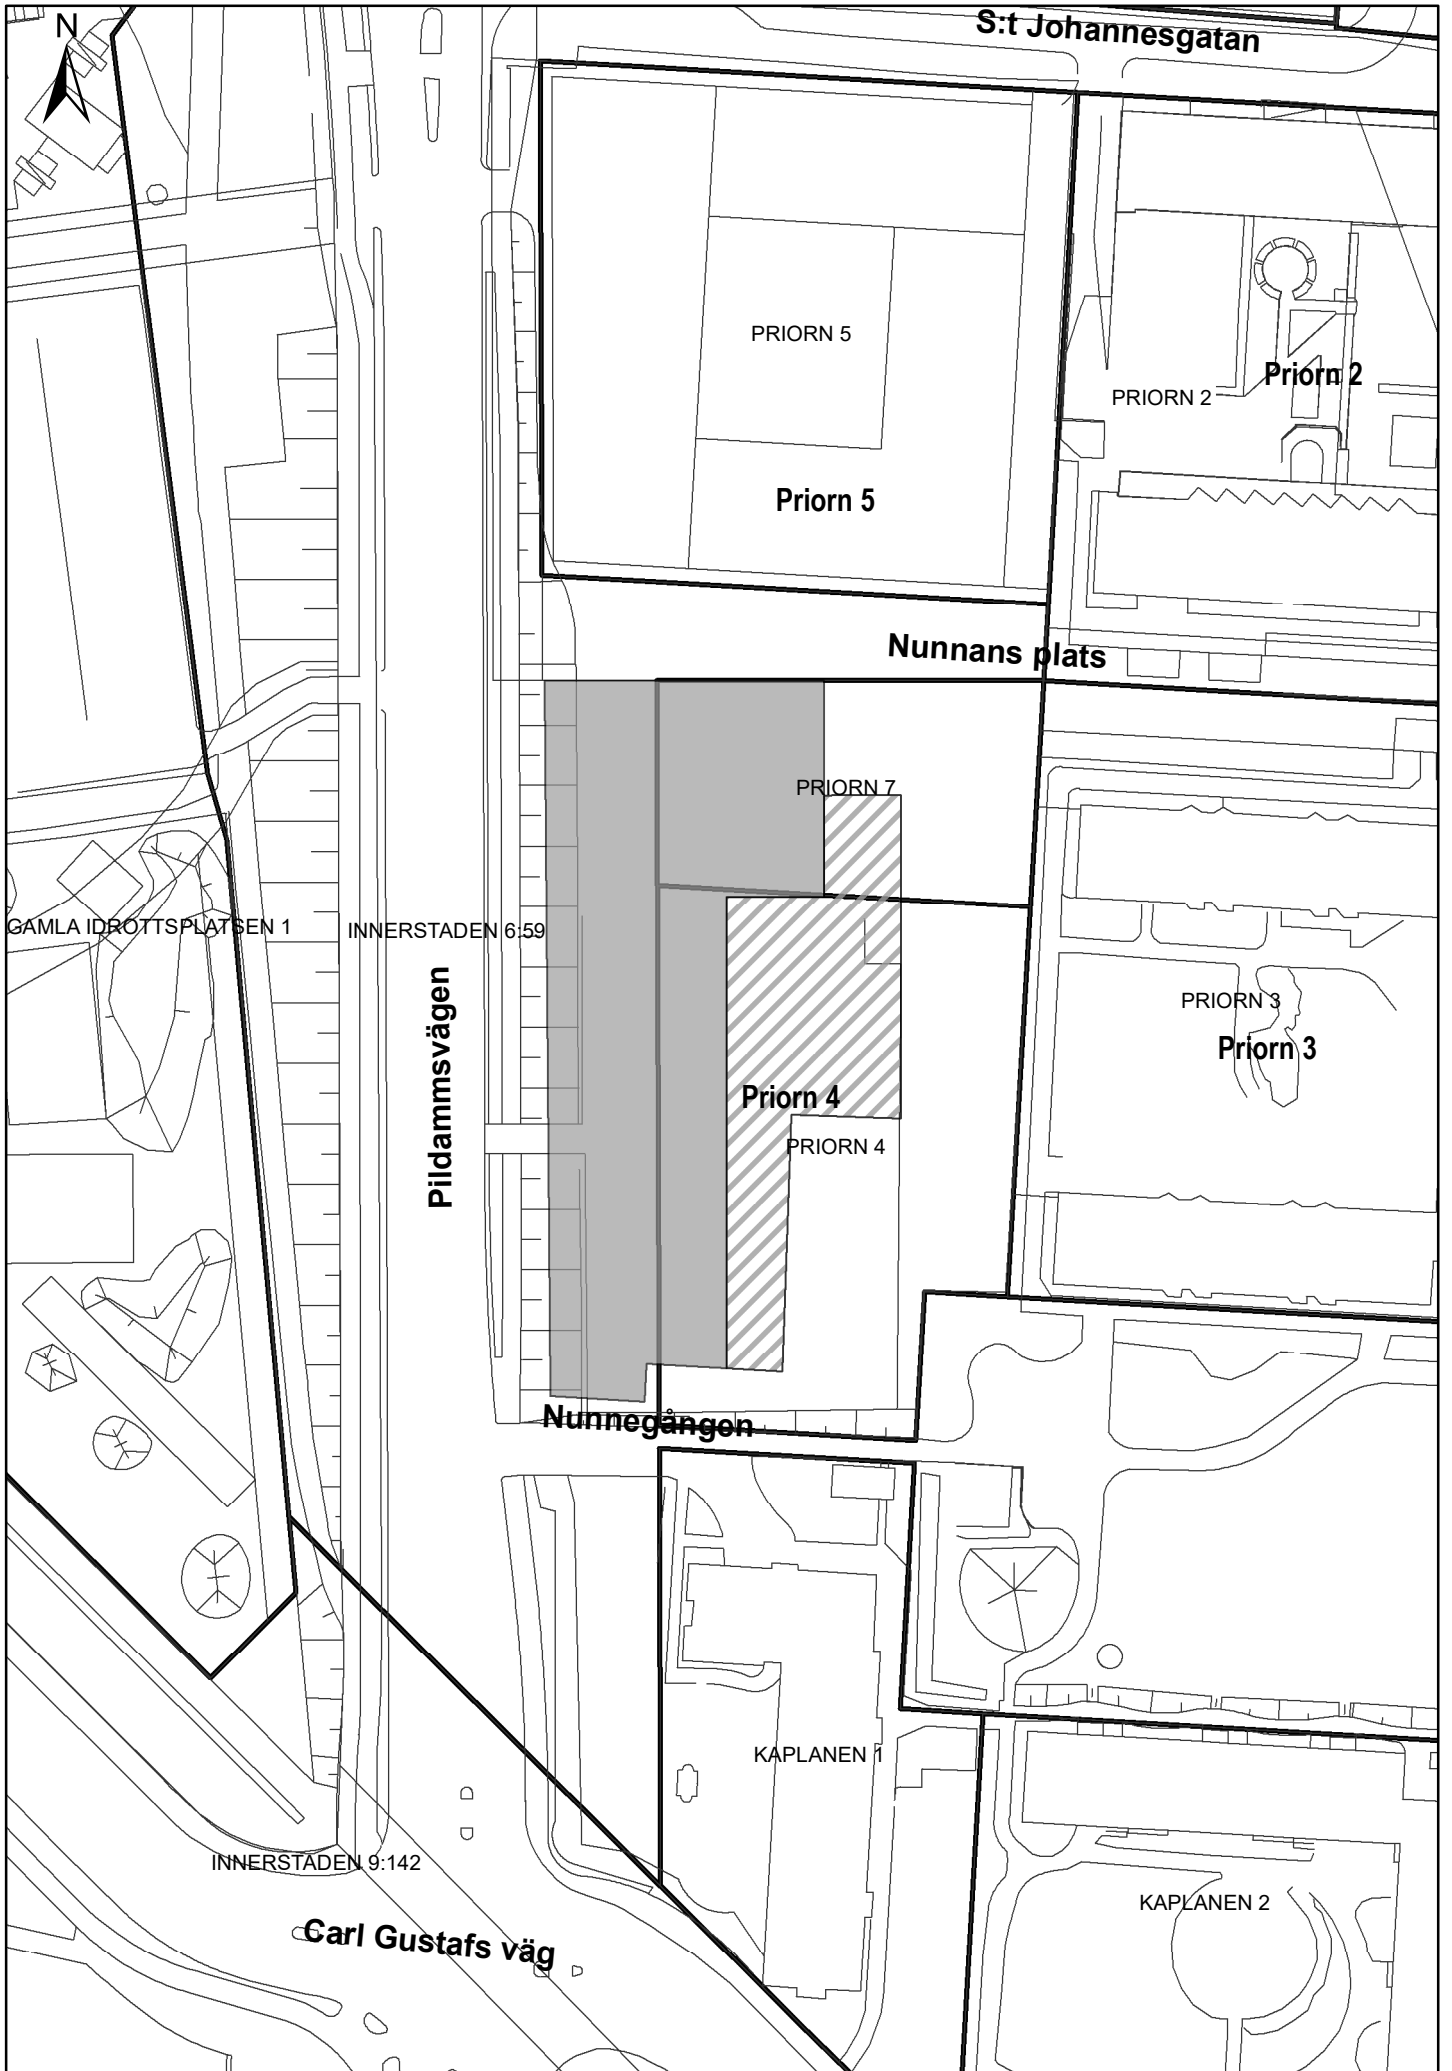 N
S:t Johannesgatan
PRIORN 5
Priorn 2
PRIORN 2
Priorn 5
Nunnans plats
PRIORN 7
GAMLA IDROTTSPLATSEN 1
INNERSTADEN 6:59
Pildammsvägen
PRIORN 3
Priorn 3
Priorn 4
PRIORN 4
Nunnegången
KAPLANEN 1
INNERSTADEN 9:142
KAPLANEN 2
Carl Gustafs väg